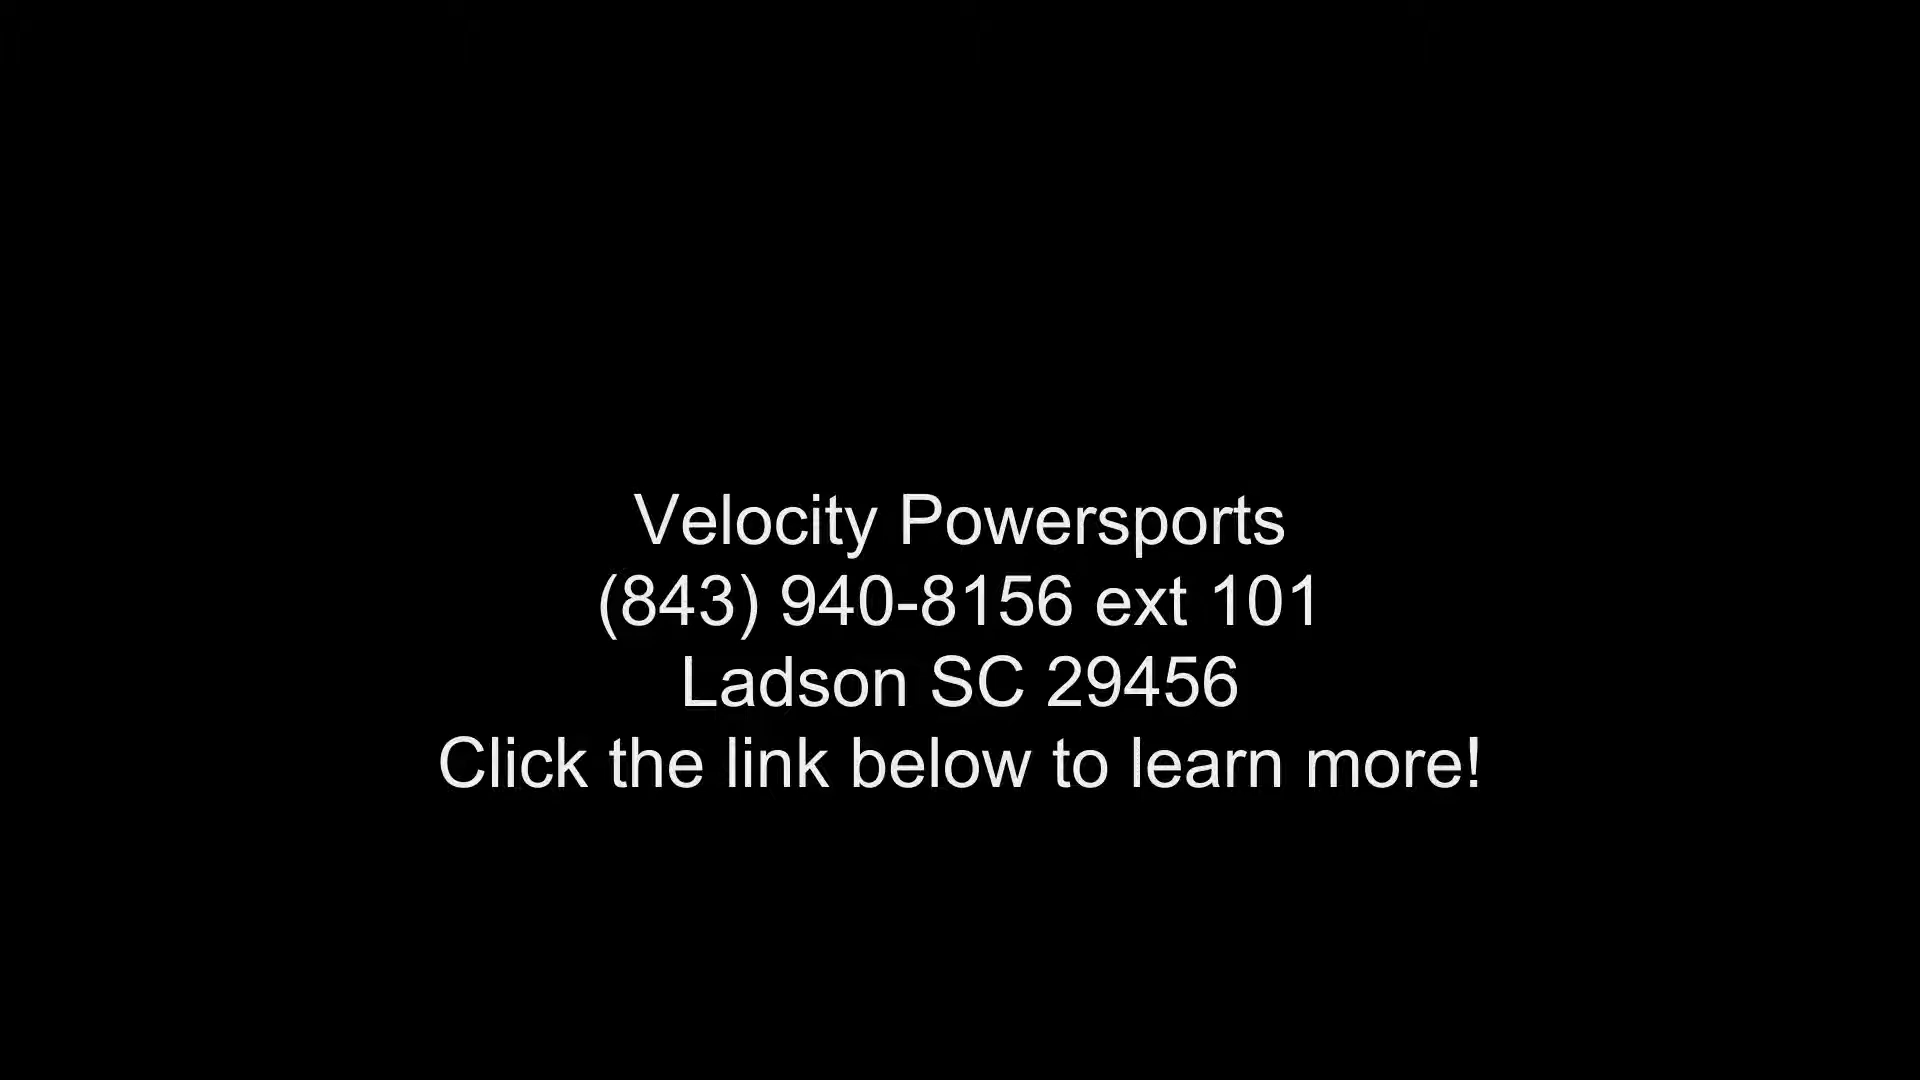 Velocity Powersports
(843) 940-8156 ext 101
Ladson SC 29456
Click the link below to learn more!